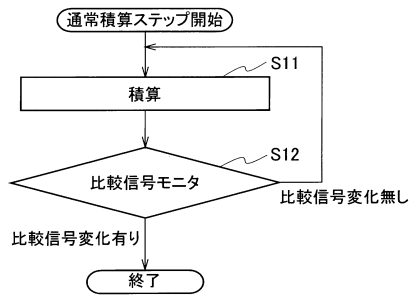 通常積算ステップ開始
S11
積算
S12
比較信号モニタ
比較信号変化無し
比較信号変化有り
終了